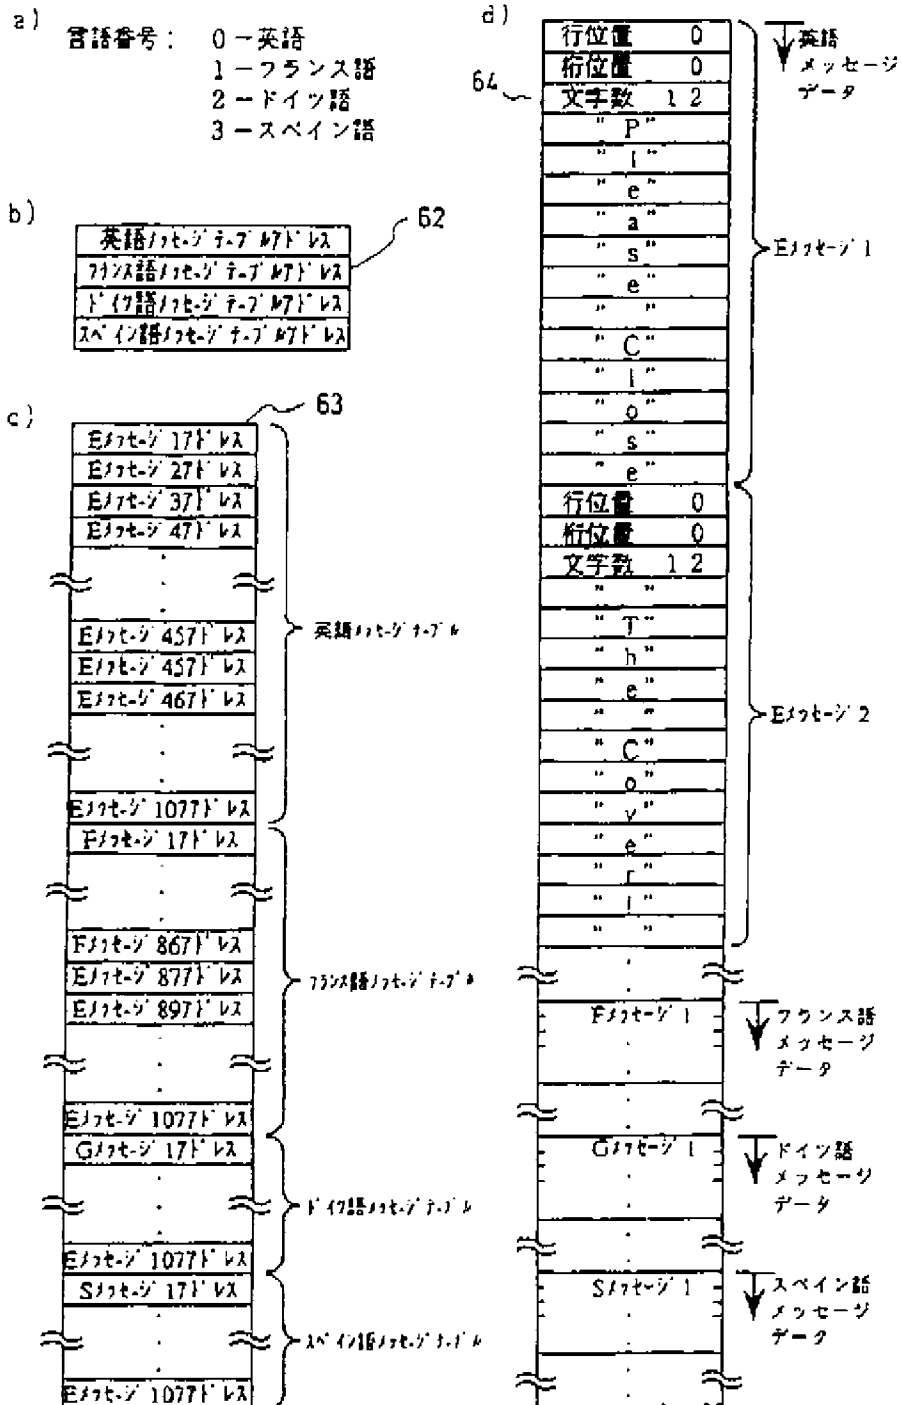 a)
言語番号： 0－英語
1－フランス語
2－ドイツ語
3－スペイン語
b)
62
英語メッセージテーブルアドレス
フランス語メッセージテーブルアドレス
ドイツ語メッセージテーブルアドレス
スペイン語メッセージテーブルアドレス
c)
63
Eメッセージ1アドレス
Eメッセージ2アドレス
Eメッセージ3アドレス
Eメッセージ4アドレス
Eメッセージ45アドレス
Eメッセージ45アドレス
Eメッセージ46アドレス
Eメッセージ107アドレス
英語メッセージテーブル
Fメッセージ1アドレス
Fメッセージ86アドレス
Eメッセージ87アドレス
Eメッセージ89アドレス
Eメッセージ107アドレス
フランス語メッセージテーブル
Gメッセージ1アドレス
Eメッセージ107アドレス
ドイツ語メッセージテーブル
Sメッセージ1アドレス
Eメッセージ107アドレス
スペイン語メッセージテーブル
d)
64
行位置 0
桁位置 0
文字数 12
"P"
"l"
"e"
"a"
"s"
"e"
" "
"C"
"l"
"o"
"s"
"e"
Eメッセージ1
英語
メッセージ
データ
行位置 0
桁位置 0
文字数 12
" "
"T"
"h"
"e"
" "
"C"
"o"
"v"
"e"
"r"
"l"
" "
Eメッセージ2
Fメッセージ1
フランス語
メッセージ
データ
Gメッセージ1
ドイツ語
メッセージ
データ
Sメッセージ1
スペイン語
メッセージ
データ